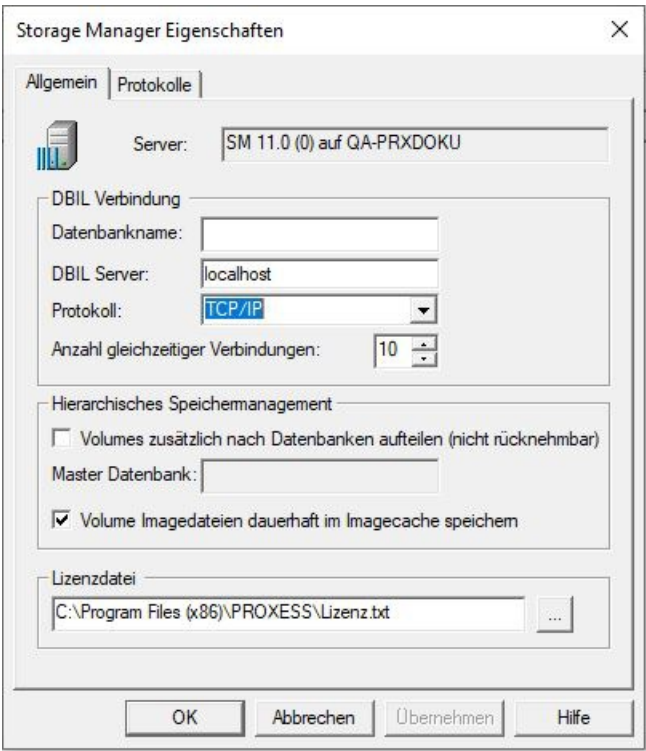 Storage Manager Eigenschaften
Allgemein Protokolle
Server: SM 11.0 (0) auf QA-PRXDOKU
DBIL Verbindung
Datenbankname:
DBIL Server: localhost
Protokoll: TCP/IP
Anzahl gleichzeitiger Verbindungen: 10
Hierarchisches Speichermanagement
Volumes zusätzlich nach Datenbanken aufteilen (nicht rücknehmbar)
Master Datenbank:
Volume Imagedateien dauerhaft im Imagecache speichern
Lizenzdatei
C:\Program Files (x86)\PROXESS\Lizenz.txt ...
OK Abbrechen Übernehmen Hilfe